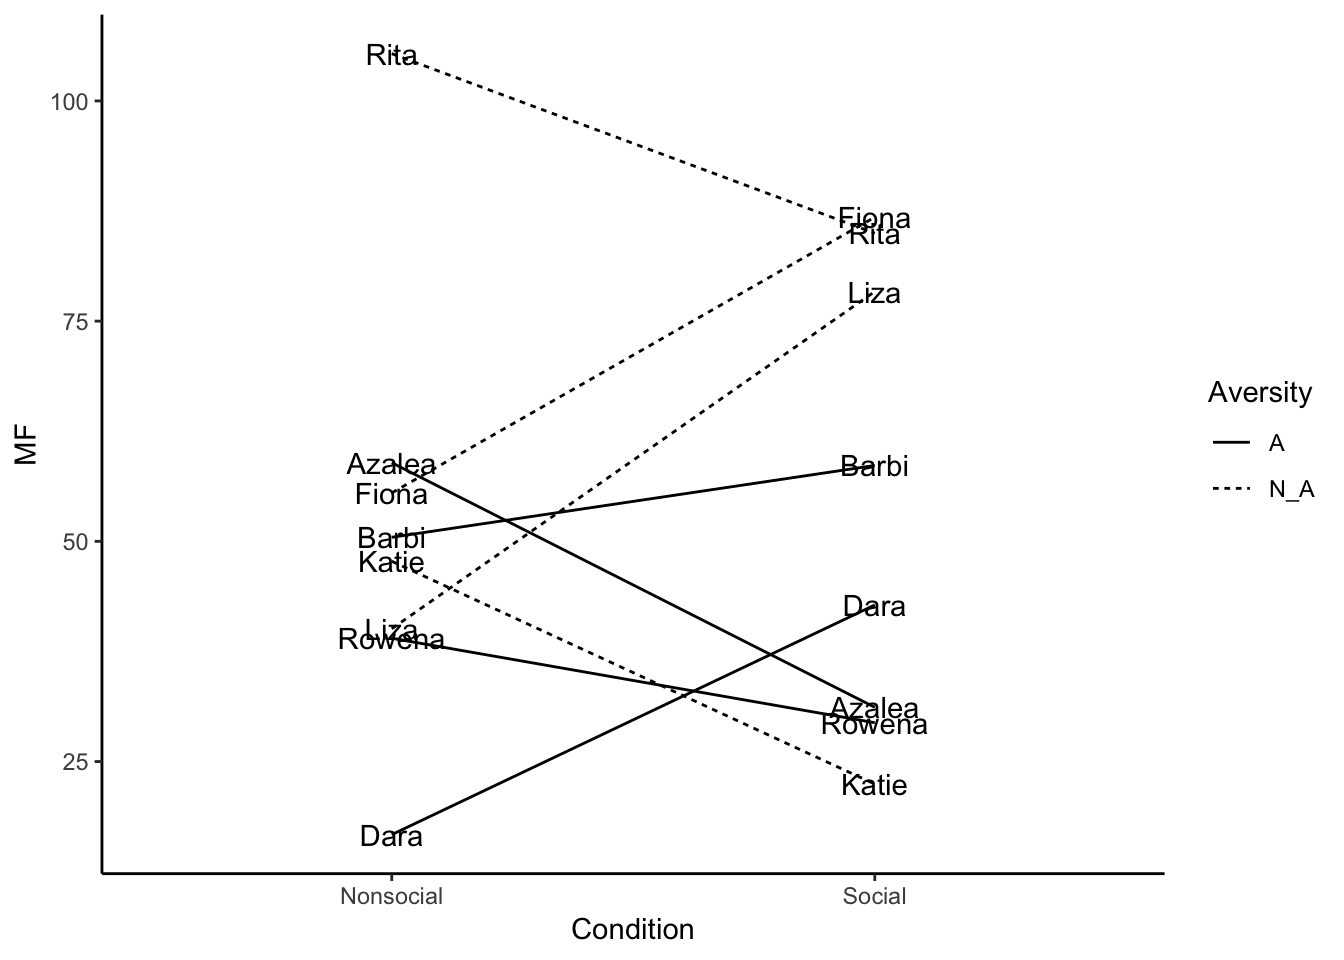 Rita
100
Fiona
Rita
Liza
75
Aversity
A
N_A
MF
Azalea
Barbi
Fiona
Barbi
50
Katie
Dara
Liza
Rowena
Azalea
Rowena
25
Katie
Dara
Nonsocial
Social
Condition